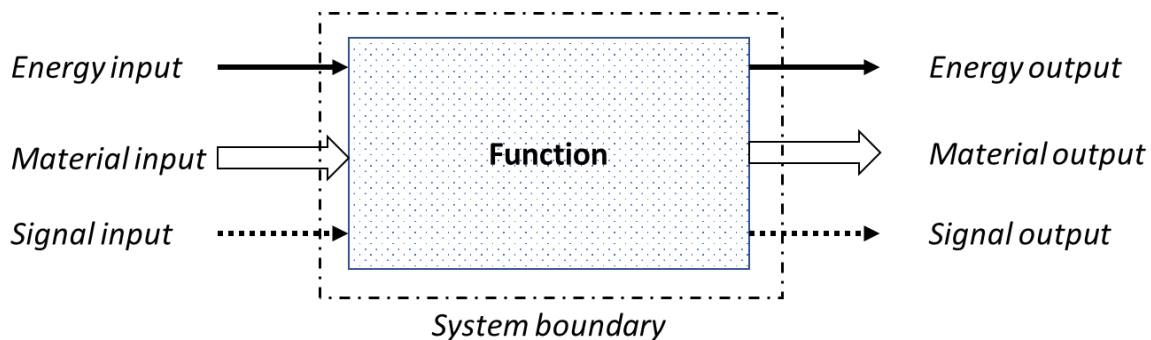 Energy input
Energy output
Material input
Function
Material output
Signal input
Signal output
System boundary